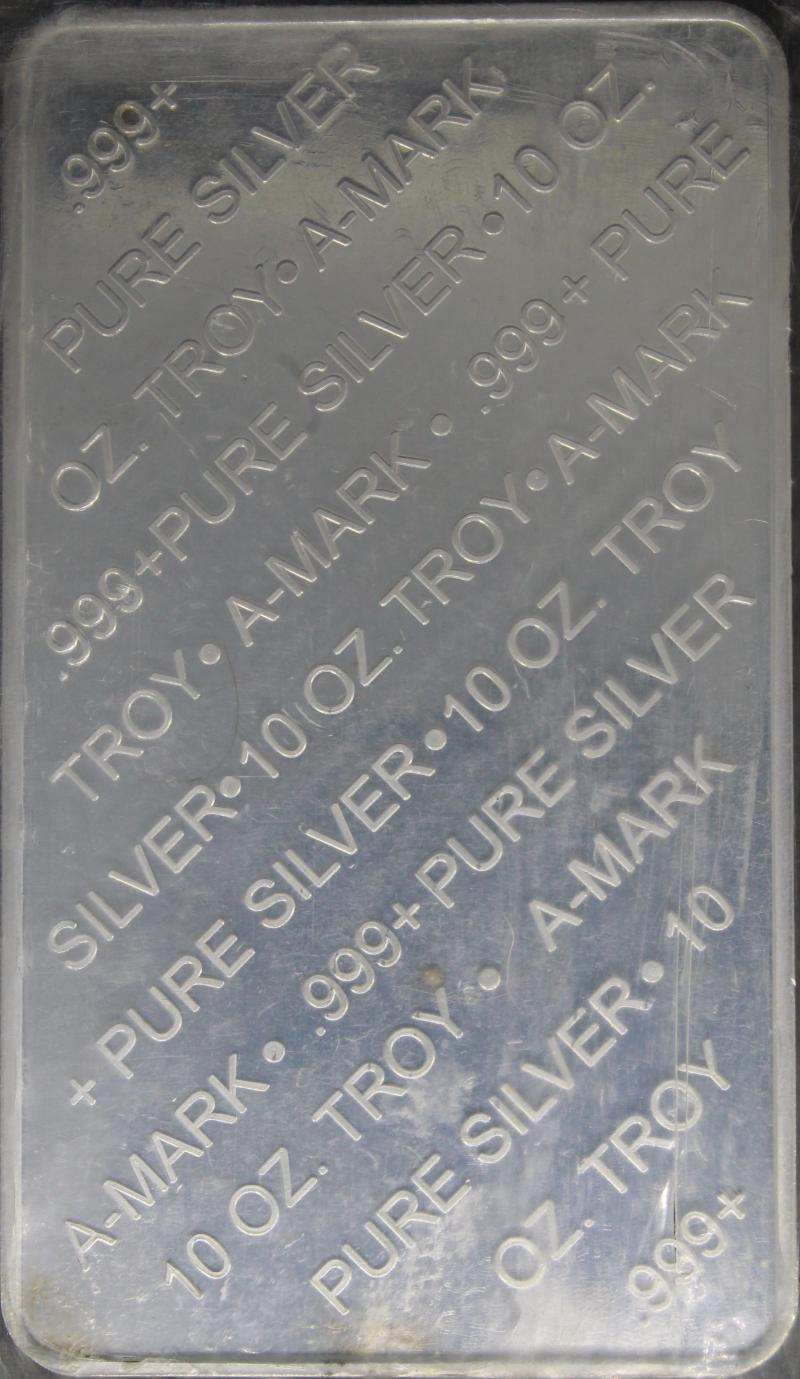 .999+
PURE SILVER
OZ. TROY • A-MARK
.999+PURE SILVER • 10 OZ.
TROY • A-MARK • .999+ PURE
SILVER • 10 OZ. TROY • A-MARK
+ PURE SILVER • 10 OZ. TROY
A-MARK • .999+ PURE SILVER
10 OZ. TROY • A-MARK
PURE SILVER • 10
OZ. TROY
.999+